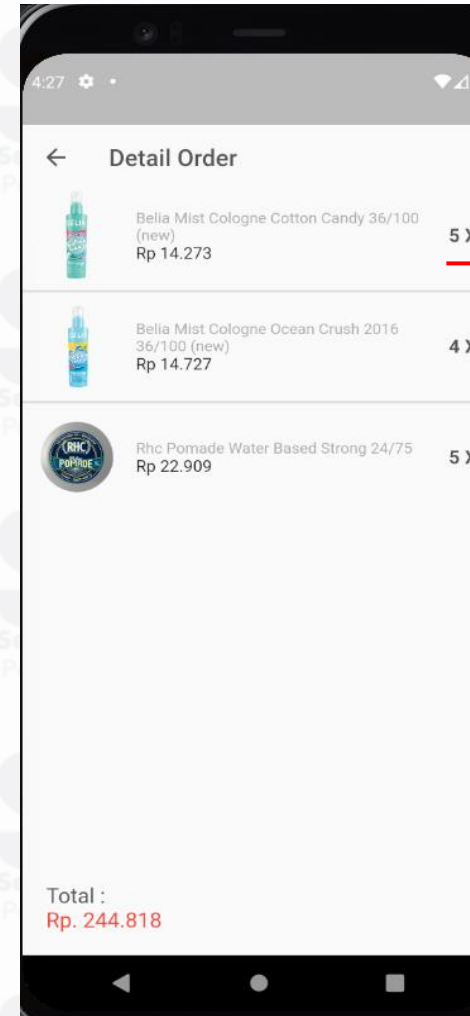 4:27
Detail Order
Belia Mist Cologne Cotton Candy 36/100
(new)
Rp 14.273
5 X
Belia Mist Cologne Ocean Crush 2016
36/100 (new)
Rp 14.727
4 X
RHC
POMADE
Rhc Pomade Water Based Strong 24/75
Rp 22.909
5 X
Total :
Rp. 244.818